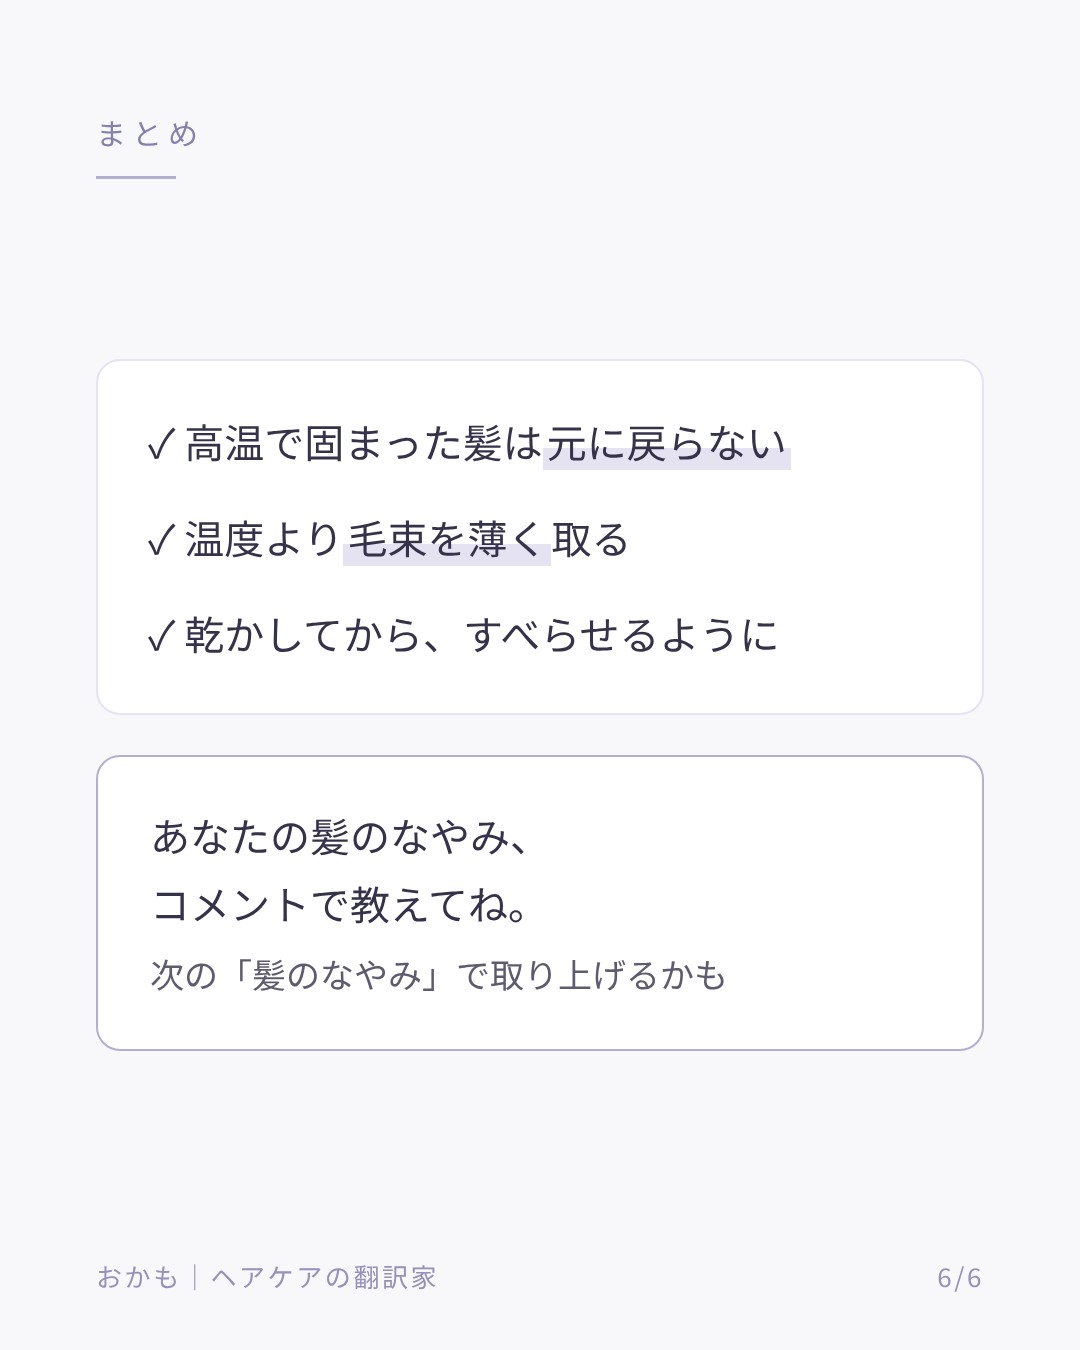 まとめ
✓高温で固まった髪は元に戻らない
✓温度より毛束を薄く取る
✓乾かしてから、すべらせるように
あなたの髪のなやみ、
コメントで教えてね。
次の「髪のなやみ」で取り上げるかも
おかも｜ヘアケアの翻訳家
6/6